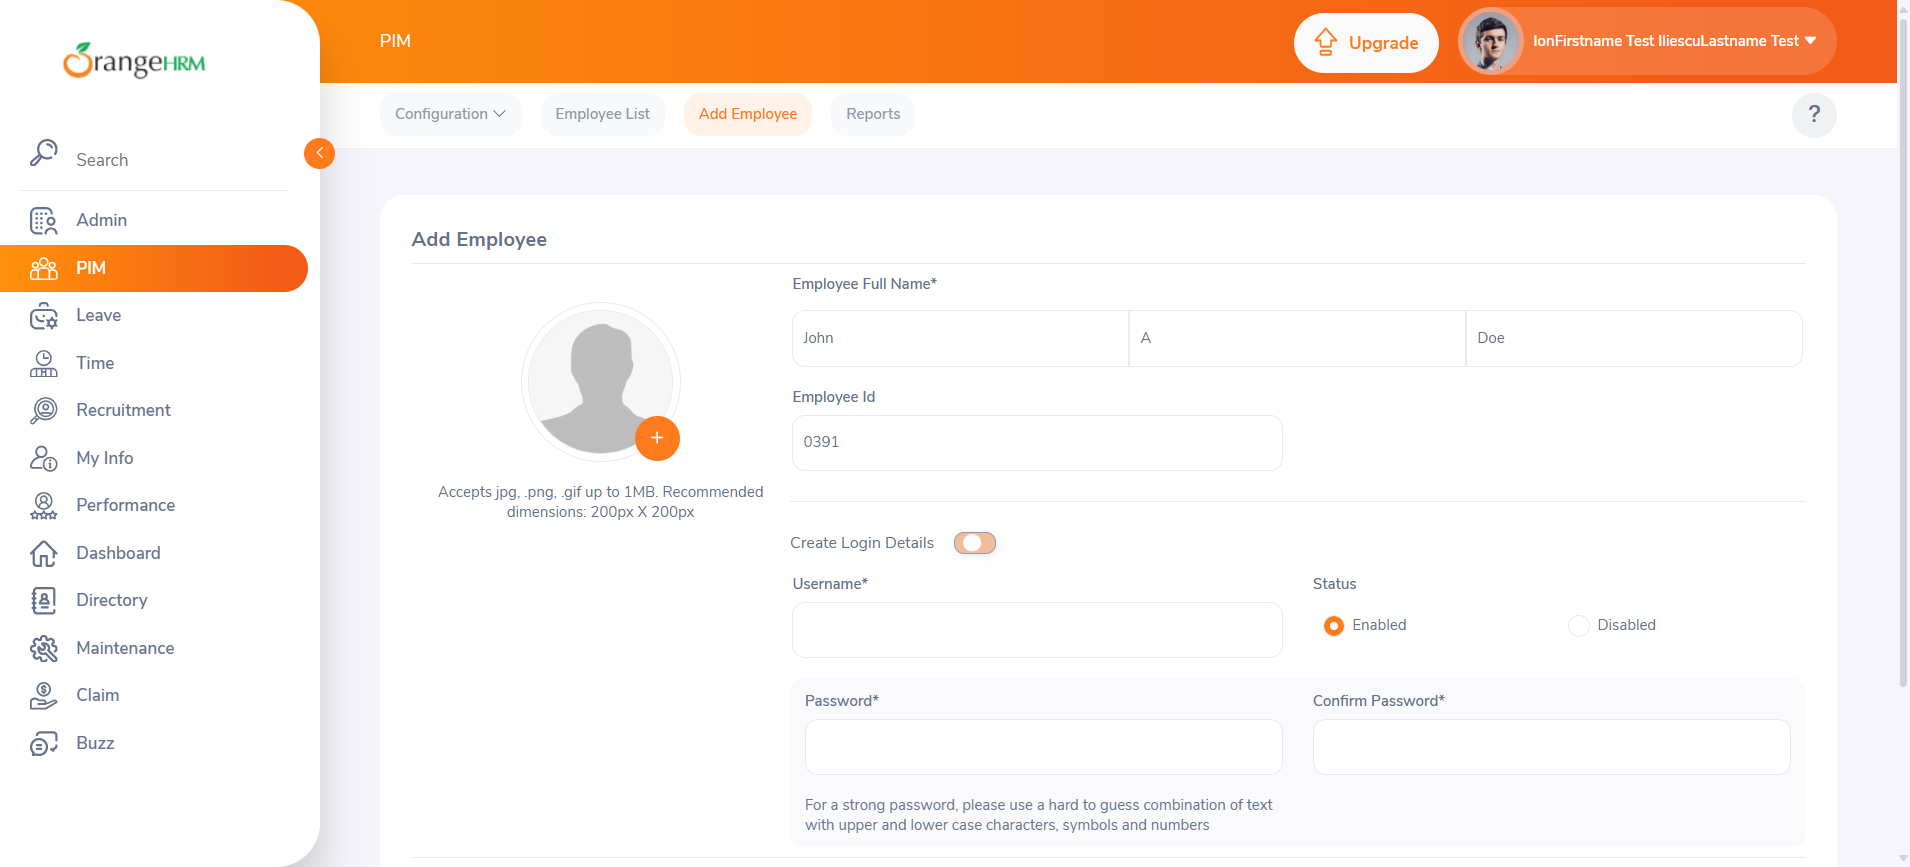 OrangeHRM
PIM
Upgrade
IonFirstname Test IliescuLastname Test
Configuration
Employee List
Add Employee
Reports
?
Search
Admin
PIM
Leave
Time
Recruitment
My Info
Performance
Dashboard
Directory
Maintenance
Claim
Buzz
Add Employee
Accepts jpg, .png, .gif up to 1MB. Recommended
dimensions: 200px X 200px
Employee Full Name*
John
A
Doe
Employee Id
0391
Create Login Details
Username*
Status
Enabled
Disabled
Password*
Confirm Password*
For a strong password, please use a hard to guess combination of text
with upper and lower case characters, symbols and numbers